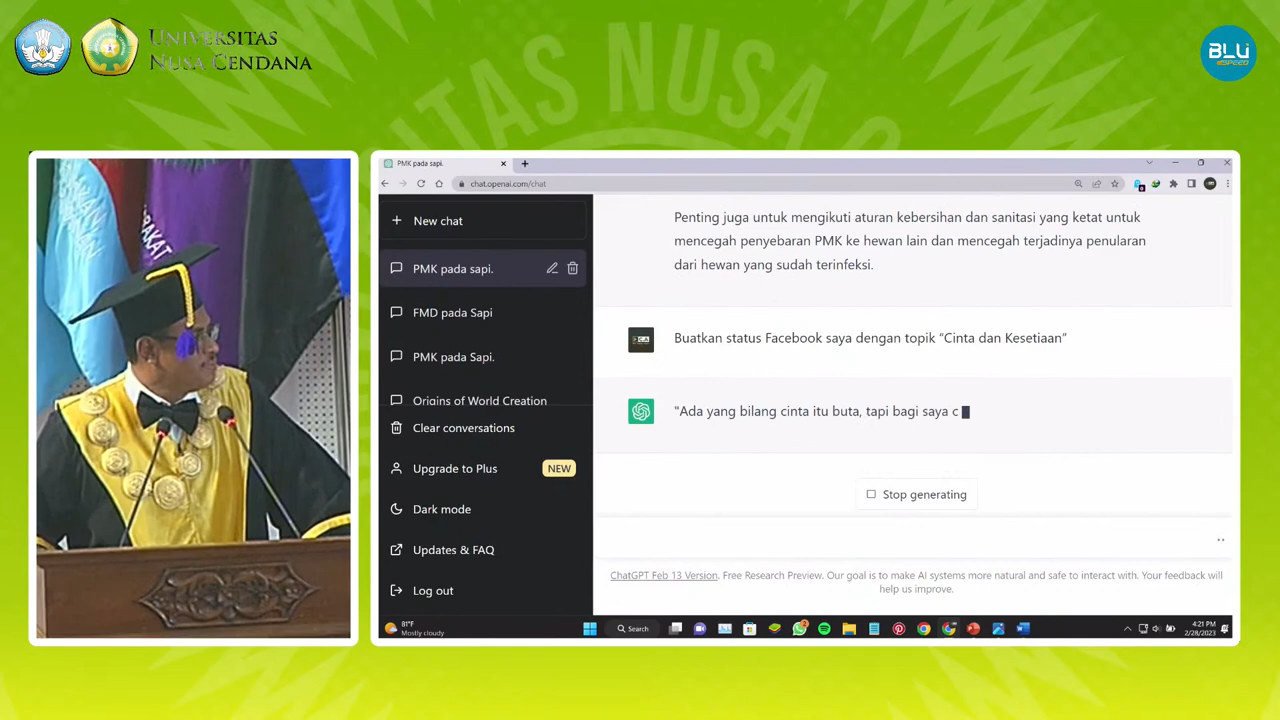 UNIVERSITAS
NUSA CENDANA
BLU
SPEED
TAS NUSA C
RAKAT
PMK pada sapi.
chat.openai.com/chat
New chat
PMK pada sapi.
FMD pada Sapi
PMK pada Sapi.
Origins of World Creation
Clear conversations
Upgrade to Plus NEW
Dark mode
Updates & FAQ
Log out
Penting juga untuk mengikuti aturan kebersihan dan sanitasi yang ketat untuk
mencegah penyebaran PMK ke hewan lain dan mencegah terjadinya penularan
dari hewan yang sudah terinfeksi.
Buatkan status Facebook saya dengan topik “Cinta dan Kesetiaan”
"Ada yang bilang cinta itu buta, tapi bagi saya c
Stop generating
ChatGPT Feb 13 Version. Free Research Preview. Our goal is to make AI systems more natural and safe to interact with. Your feedback will
help us improve.
81°F
Mostly cloudy
Search
4:21 PM
2/28/2023